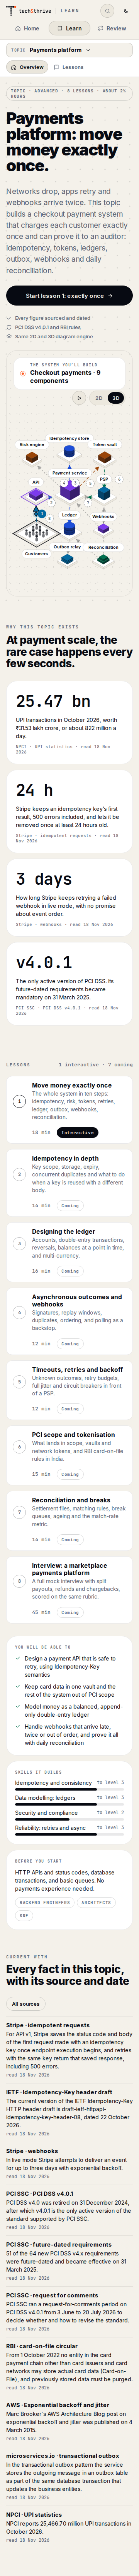 techithrive LEARN
Home Learn Review
TOPIC Payments platform
Overview Lessons
TOPIC · ADVANCED · 8 LESSONS · ABOUT 25 HOURS
Payments platform: move money exactly once.
Networks drop, apps retry and processors time out, yet a customer must never pay twice. This topic builds a checkout payment system that charges each customer exactly once and can prove it to an auditor: idempotency, tokens, ledgers, outbox, webhooks and daily reconciliation.
Start lesson 1: exactly once →
Every figure sourced and dated
PCI DSS v4.0.1 and RBI rules
Same 2D and 3D diagram engine
THE SYSTEM YOU'LL BUILD
Checkout payments · 9 components
2D 3D
Idempotency store
Risk engine
Token vault
Payment service
API
PSP
Ledger
Webhooks
Outbox relay
Reconciliation
Customers
WHY THIS TOPIC EXISTS
At payment scale, the rare case happens every few seconds.
25.47 bn
UPI transactions in October 2026, worth ₹31.53 lakh crore, or about 822 million a day.
NPCI · UPI statistics · read 18 Nov 2026
24 h
Stripe keeps an idempotency key's first result, 500 errors included, and lets it be removed once at least 24 hours old.
Stripe · idempotent requests · read 18 Nov 2026
3 days
How long Stripe keeps retrying a failed webhook in live mode, with no promise about event order.
Stripe · webhooks · read 18 Nov 2026
v4.0.1
The only active version of PCI DSS. Its future-dated requirements became mandatory on 31 March 2025.
PCI SSC · PCI DSS v4.0.1 · read 18 Nov 2026
LESSONS 1 interactive · 7 coming
1
Move money exactly once
The whole system in ten steps: idempotency, risk, tokens, retries, ledger, outbox, webhooks, reconciliation.
18 min Interactive
2
Idempotency in depth
Key scope, storage, expiry, concurrent duplicates and what to do when a key is reused with a different body.
14 min Coming
3
Designing the ledger
Accounts, double-entry transactions, reversals, balances at a point in time, and multi-currency.
16 min Coming
4
Asynchronous outcomes and webhooks
Signatures, replay windows, duplicates, ordering, and polling as a backstop.
12 min Coming
5
Timeouts, retries and backoff
Unknown outcomes, retry budgets, full jitter and circuit breakers in front of a PSP.
12 min Coming
6
PCI scope and tokenisation
What lands in scope, vaults and network tokens, and RBI card-on-file rules in India.
15 min Coming
7
Reconciliation and breaks
Settlement files, matching rules, break queues, ageing and the match-rate metric.
14 min Coming
8
Interview: a marketplace payments platform
A full mock interview with split payouts, refunds and chargebacks, scored on the same rubric.
45 min Coming
YOU WILL BE ABLE TO
Design a payment API that is safe to retry, using Idempotency-Key semantics
Keep card data in one vault and the rest of the system out of PCI scope
Model money as a balanced, append-only double-entry ledger
Handle webhooks that arrive late, twice or out of order, and prove it all with daily reconciliation
SKILLS IT BUILDS
Idempotency and consistency to level 3
Data modelling: ledgers to level 3
Security and compliance to level 2
Reliability: retries and async to level 3
BEFORE YOU START
HTTP APIs and status codes, database transactions, and basic queues. No payments experience needed.
BACKEND ENGINEERS ARCHITECTS
SRE
CURRENT WITH
Every fact in this topic, with its source and date
All sources
Stripe · idempotent requests
For API v1, Stripe saves the status code and body of the first request made with an idempotency key once endpoint execution begins, and retries with the same key return that saved response, including 500 errors.
read 18 Nov 2026
IETF · Idempotency-Key header draft
The current version of the IETF Idempotency-Key HTTP header draft is draft-ietf-httpapi-idempotency-key-header-08, dated 22 October 2026.
read 18 Nov 2026
Stripe · webhooks
In live mode Stripe attempts to deliver an event for up to three days with exponential backoff.
read 18 Nov 2026
PCI SSC · PCI DSS v4.0.1
PCI DSS v4.0 was retired on 31 December 2024, after which v4.0.1 is the only active version of the standard supported by PCI SSC.
read 18 Nov 2026
PCI SSC · future-dated requirements
51 of the 64 new PCI DSS v4.x requirements were future-dated and became effective on 31 March 2025.
read 18 Nov 2026
PCI SSC · request for comments
PCI SSC ran a request-for-comments period on PCI DSS v4.0.1 from 3 June to 20 July 2026 to decide whether and how to revise the standard.
read 18 Nov 2026
RBI · card-on-file circular
From 1 October 2022 no entity in the card payment chain other than card issuers and card networks may store actual card data (Card-on-File), and previously stored data must be purged.
read 18 Nov 2026
AWS · Exponential backoff and jitter
Marc Brooker's AWS Architecture Blog post on exponential backoff and jitter was published on 4 March 2015.
read 18 Nov 2026
microservices.io · transactional outbox
In the transactional outbox pattern the service stores the outgoing message in an outbox table as part of the same database transaction that updates the business entities.
read 18 Nov 2026
NPCI · UPI statistics
NPCI reports 25,466.70 million UPI transactions in October 2026.
read 18 Nov 2026